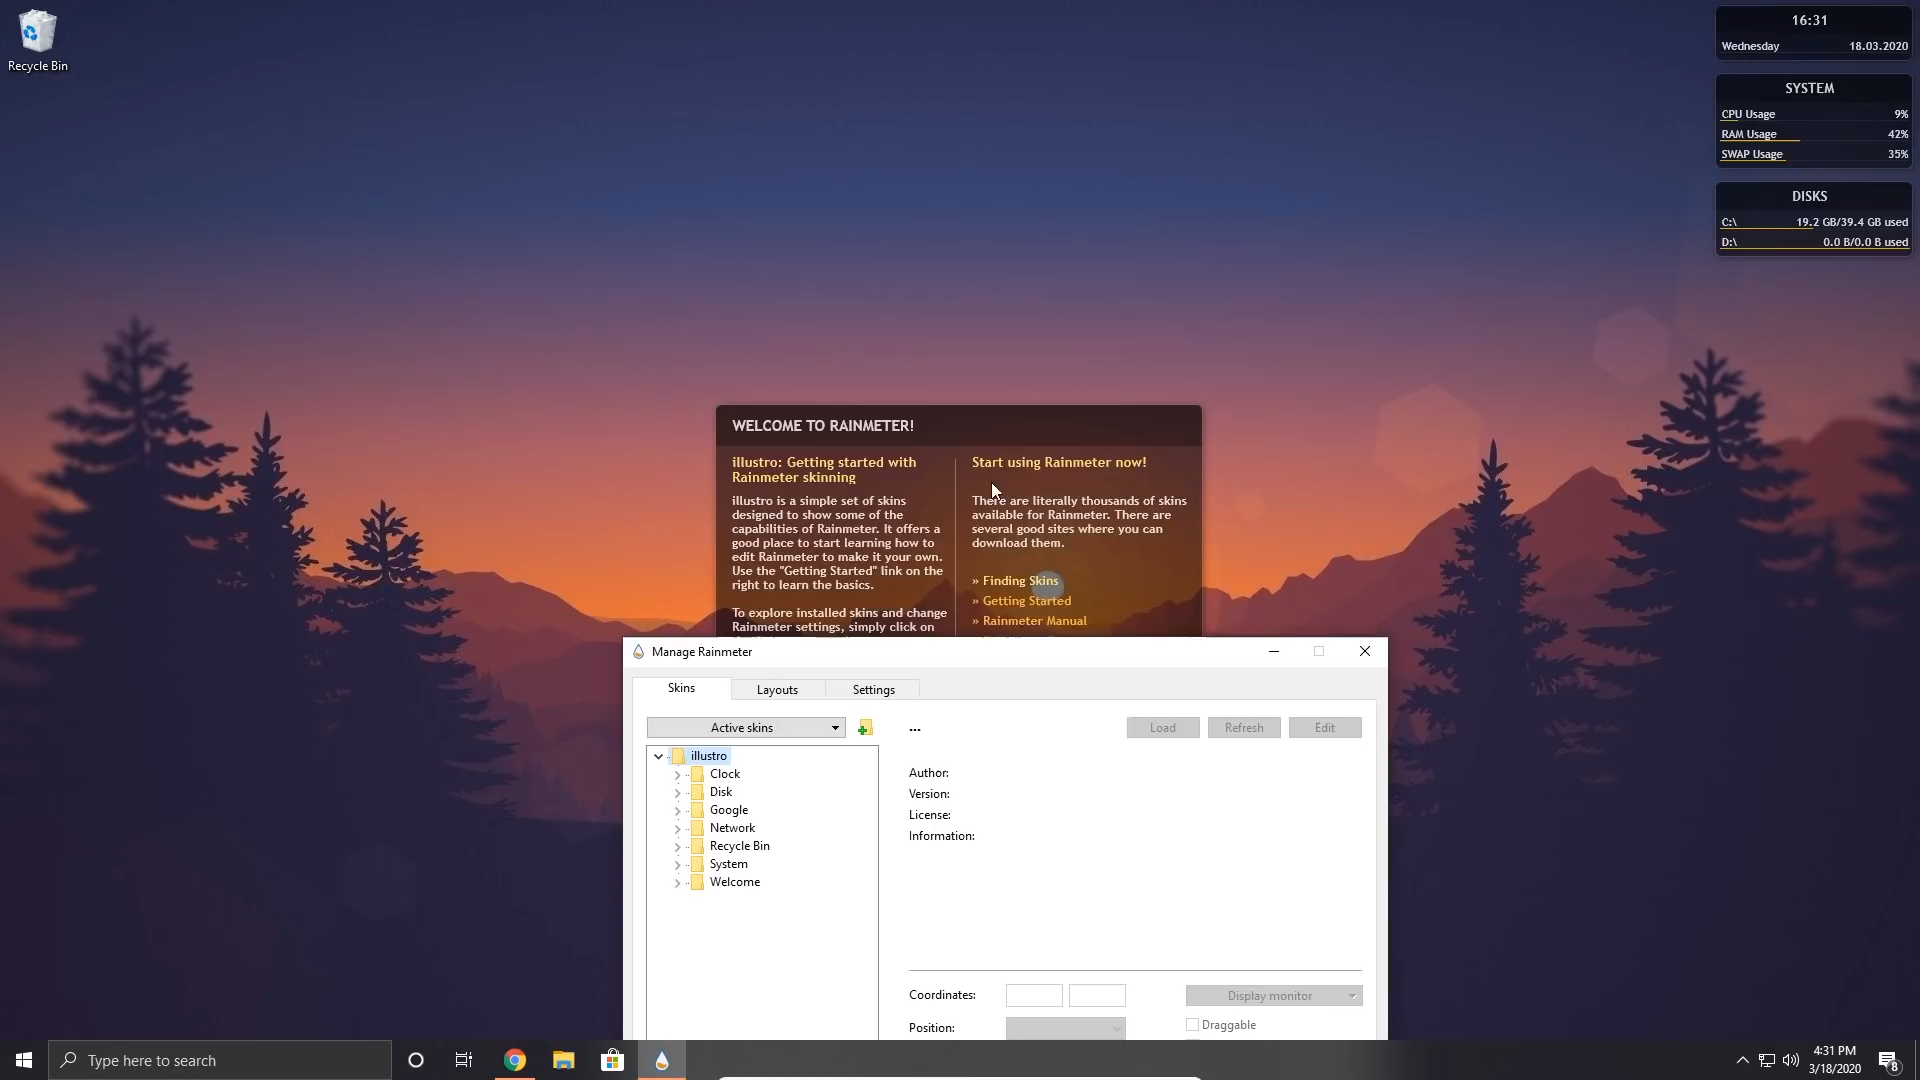 Recycle Bin
16:31
Wednesday 18.03.2020
SYSTEM
CPU Usage 9%
RAM Usage 42%
SWAP Usage 35%
DISKS
C:\ 19.2 GB/39.4 GB used
D:\ 0.0 B/0.0 B used
WELCOME TO RAINMETER!
illustro: Getting started with
Rainmeter skinning
illustro is a simple set of skins
designed to show some of the
capabilities of Rainmeter. It offers a
good place to start learning how to
edit Rainmeter to make it your own.
Use the "Getting Started" link on the
right to learn the basics.
To explore installed skins and change
Rainmeter settings, simply click on
Start using Rainmeter now!
There are literally thousands of skins
available for Rainmeter. There are
several good sites where you can
download them.
» Finding Skins
» Getting Started
» Rainmeter Manual
Manage Rainmeter
Skins Layouts Settings
Active skins
illustro
Clock
Disk
Google
Network
Recycle Bin
System
Welcome
... Load Refresh Edit
Author:
Version:
License:
Information:
Coordinates: Display monitor
Position: Draggable
Type here to search
4:31 PM
3/18/2020
8